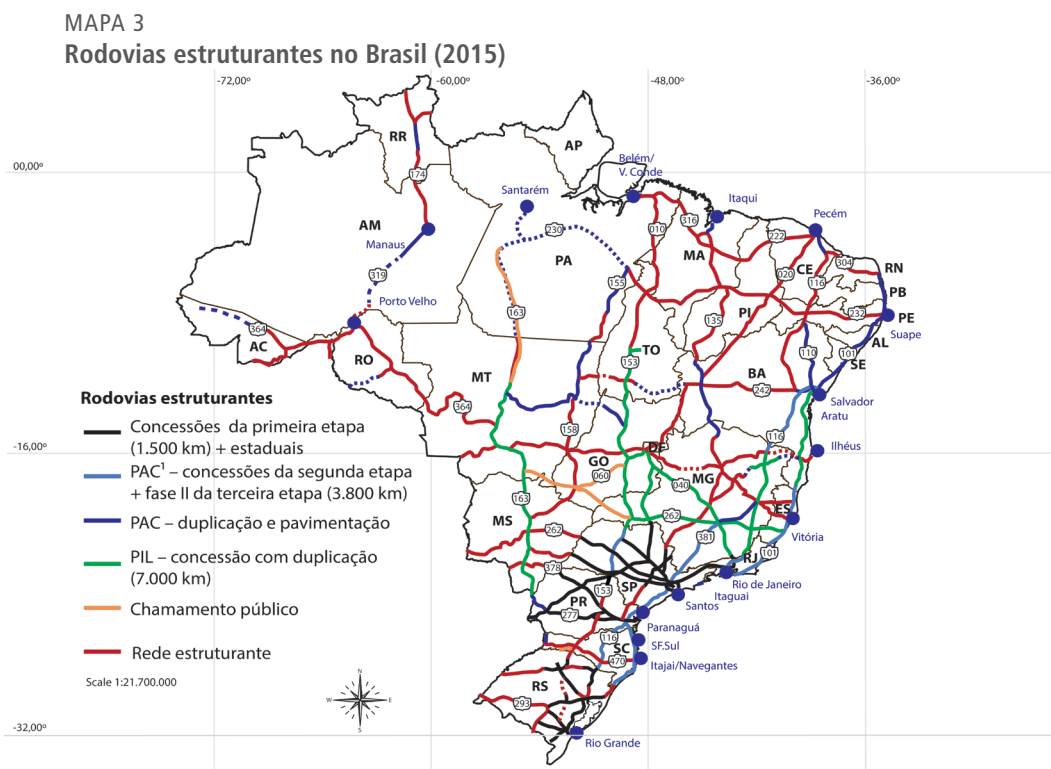 MAPA 3
Rodovias estruturantes no Brasil (2015)
-72,00º
-60,00º
-48,00º
-36,00º
00,00º
-16,00º
-32,00º
RR
AP
174
Belém/
V. Conde
Santarém
Itaqui
Pecém
AM
Manaus
230
010
316
222
PA
MA
CE
304
RN
319
155
020
116
PB
Porto Velho
163
135
PI
232
PE
Suape
364
AC
RO
TO
153
110
101
AL
SE
MT
BA
242
Salvador
Aratu
364
158
116
Ilhéus
DF
GO
060
MG
040
163
MS
262
262
ES
381
Vitória
101
RJ
378
153
SP
Rio de Janeiro
Itaguai
Santos
PR
277
Paranaguá
116
SC
SF.Sul
470
Itajai/Navegantes
RS
293
Rio Grande
Rodovias estruturantes
Concessões da primeira etapa
(1.500 km) + estaduais
PAC¹ – concessões da segunda etapa
+ fase II da terceira etapa (3.800 km)
PAC – duplicação e pavimentação
PIL – concessão com duplicação
(7.000 km)
Chamamento público
Rede estruturante
Scale 1:21.700.000
N
W
E
S